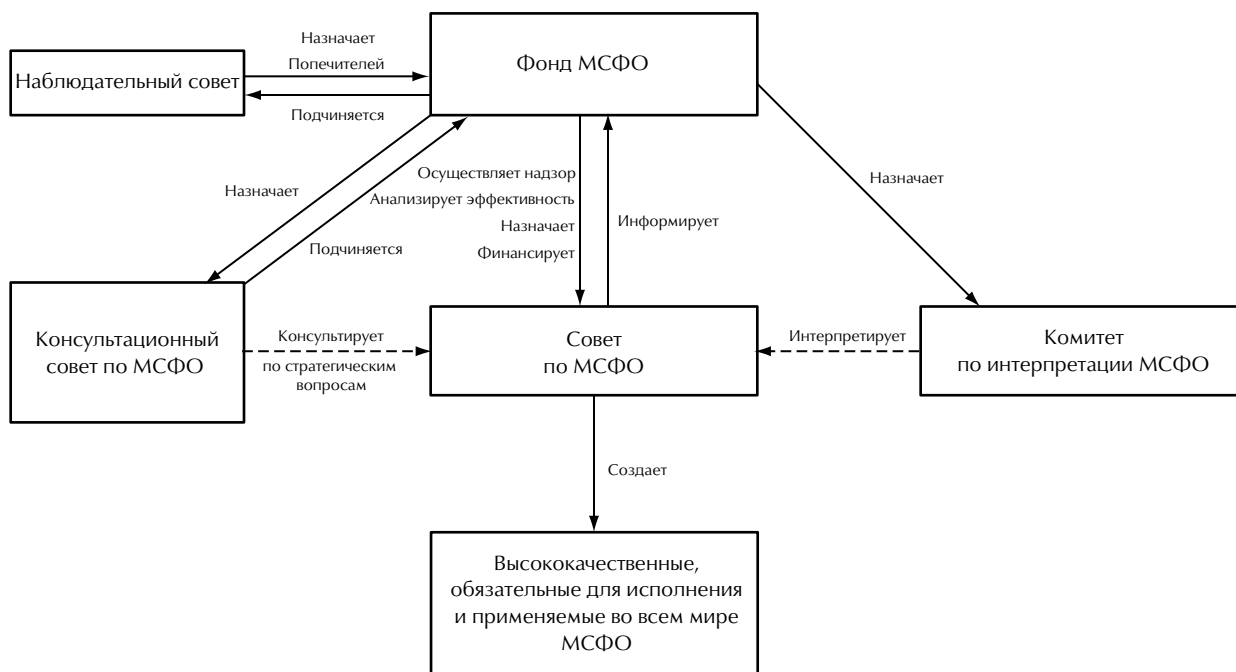 Назначает
Попечителей
Наблюдательный совет
Фонд МСФО
Подчиняется
Назначает
Осуществляет надзор
Анализирует эффективность
Назначает
Финансирует
Информирует
Назначает
Подчиняется
Консультационный
совет по МСФО
Консультирует
по стратегическим
вопросам
Совет
по МСФО
Интерпретирует
Комитет
по интерпретации МСФО
Создает
Высококачественные,
обязательные для исполнения
и применяемые во всем мире
МСФО